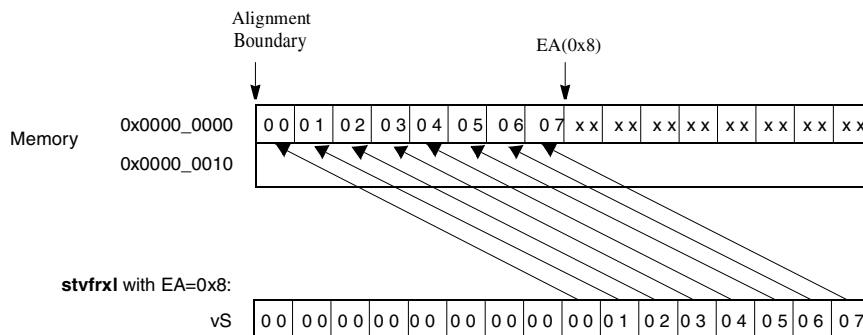 Alignment
Boundary
EA(0x8)
Memory
0x0000_0000
00 01 02 03 04 05 06 07 xx xx xx xx xx xx xx xx
0x0000_0010
stvfrxl with EA=0x8:
vS
00 00 00 00 00 00 00 00 00 01 02 03 04 05 06 07